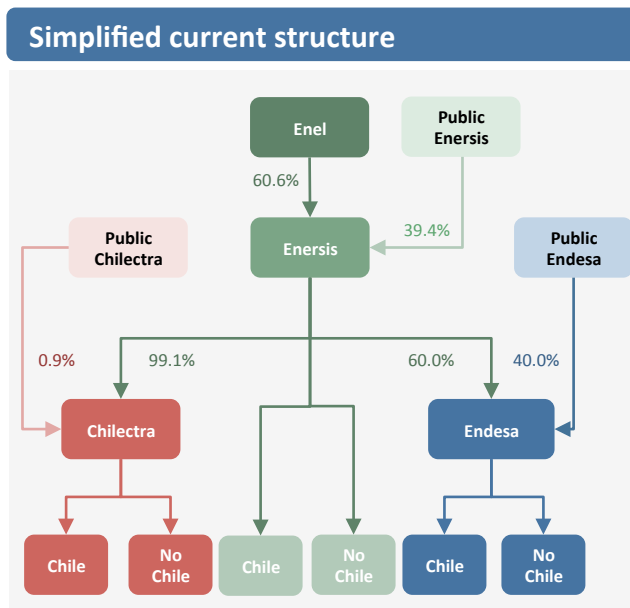 Simplified current structure
Enel
Public
Enersis
60.6%
Public
Chilectra
Enersis
39.4%
Public
Endesa
0.9%
99.1%
60.0%
40.0%
Chilectra
Endesa
Chile
No
Chile
Chile
No
Chile
Chile
No
Chile